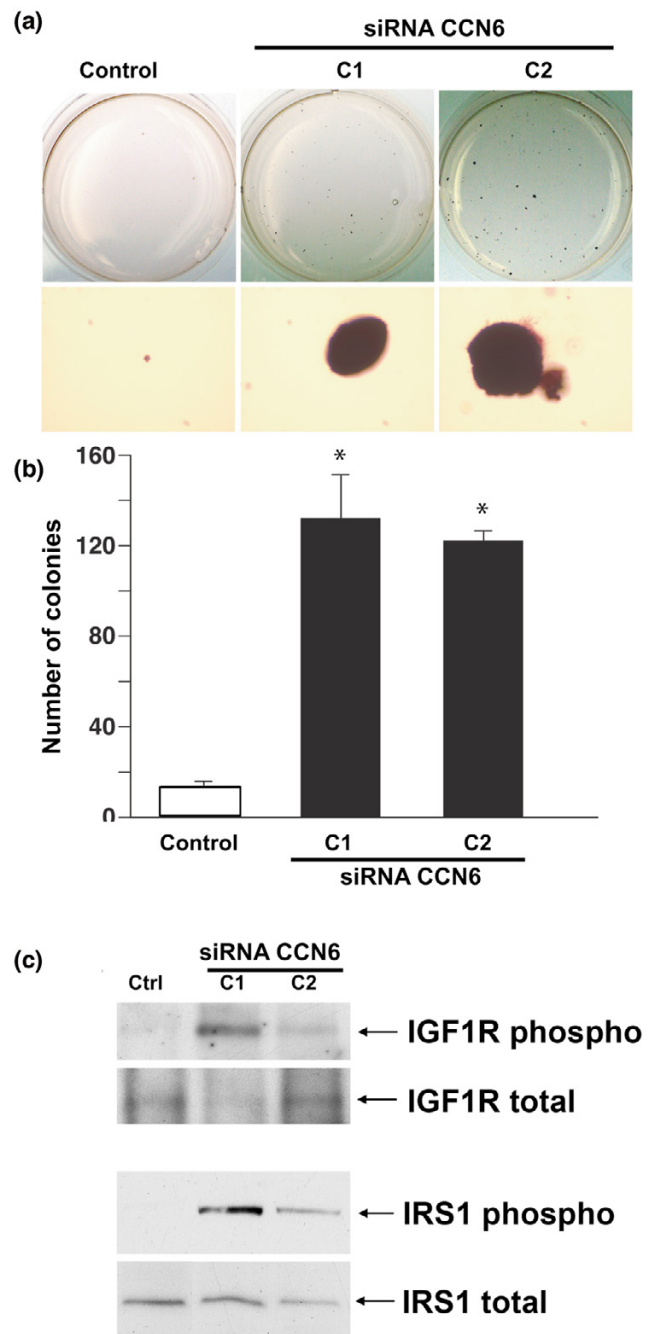 (a)
siRNA CCN6
Control C1 C2
(b)
160
120
80
40
0
Number of colonies
*
*
Control C1 C2
siRNA CCN6
(c)
siRNA CCN6
Ctrl C1 C2
IGF1R phospho
IGF1R total
IRS1 phospho
IRS1 total